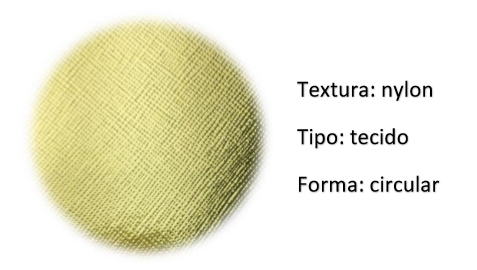 Textura: nylon
Tipo: tecido
Forma: circular